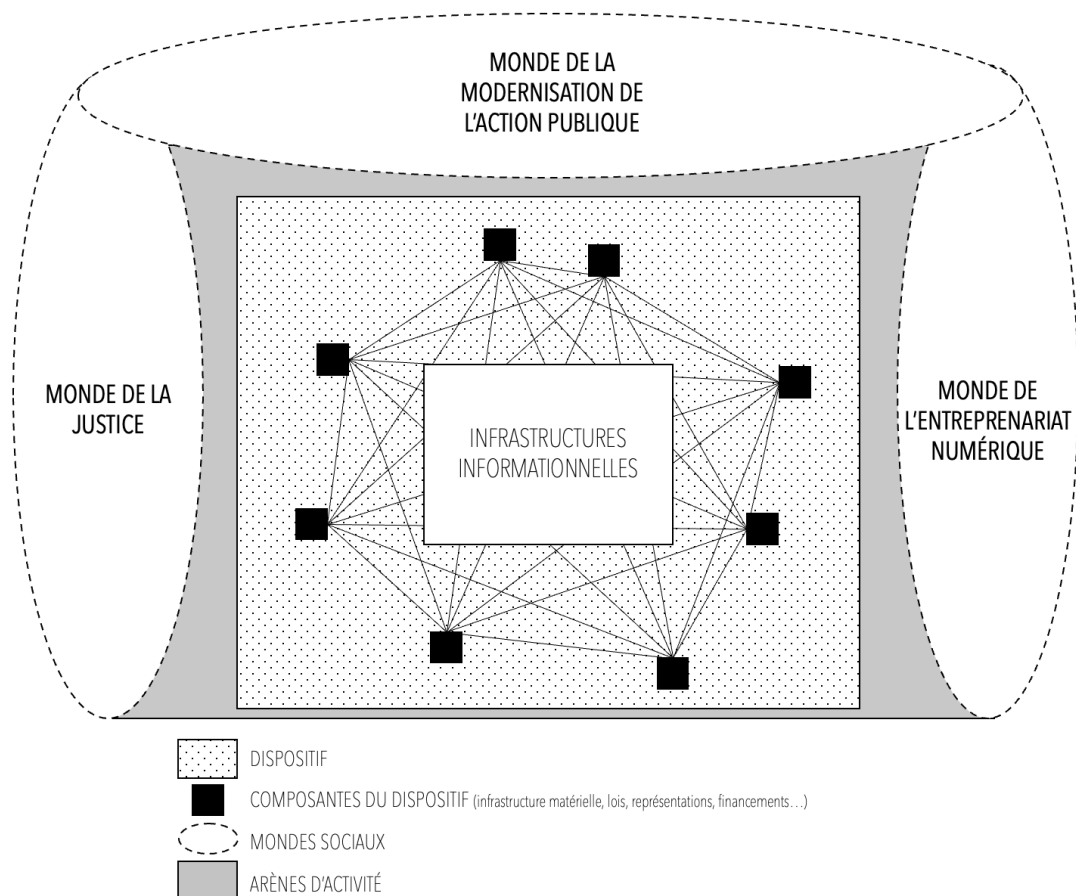 MONDE DE LA
MODERNISATION DE
L'ACTION PUBLIQUE
MONDE DE LA
JUSTICE
INFRASTRUCTURES
INFORMATIONNELLES
MONDE DE
L'ENTREPRENARIAT
NUMÉRIQUE
DISPOSITIF
COMPOSANTES DU DISPOSITIF (infrastructure matérielle, lois, représentations, financements…)
MONDES SOCIAUX
ARÈNES D'ACTIVITÉ